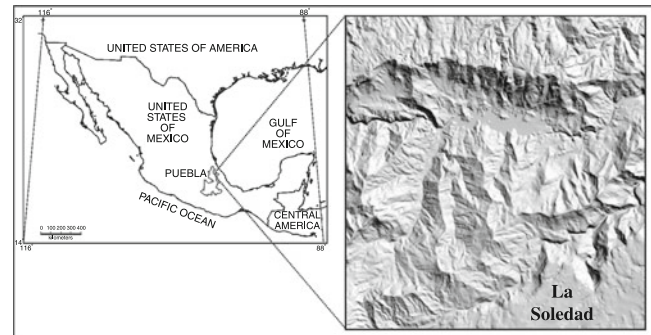 116°
88°
32
UNITED STATES OF AMERICA
UNITED
STATES
OF
MEXICO
GULF
OF
MEXICO
PUEBLA
PACIFIC OCEAN
CENTRAL
AMERICA
0 100 200 300 400
kilometers
14
116
88
La
Soledad